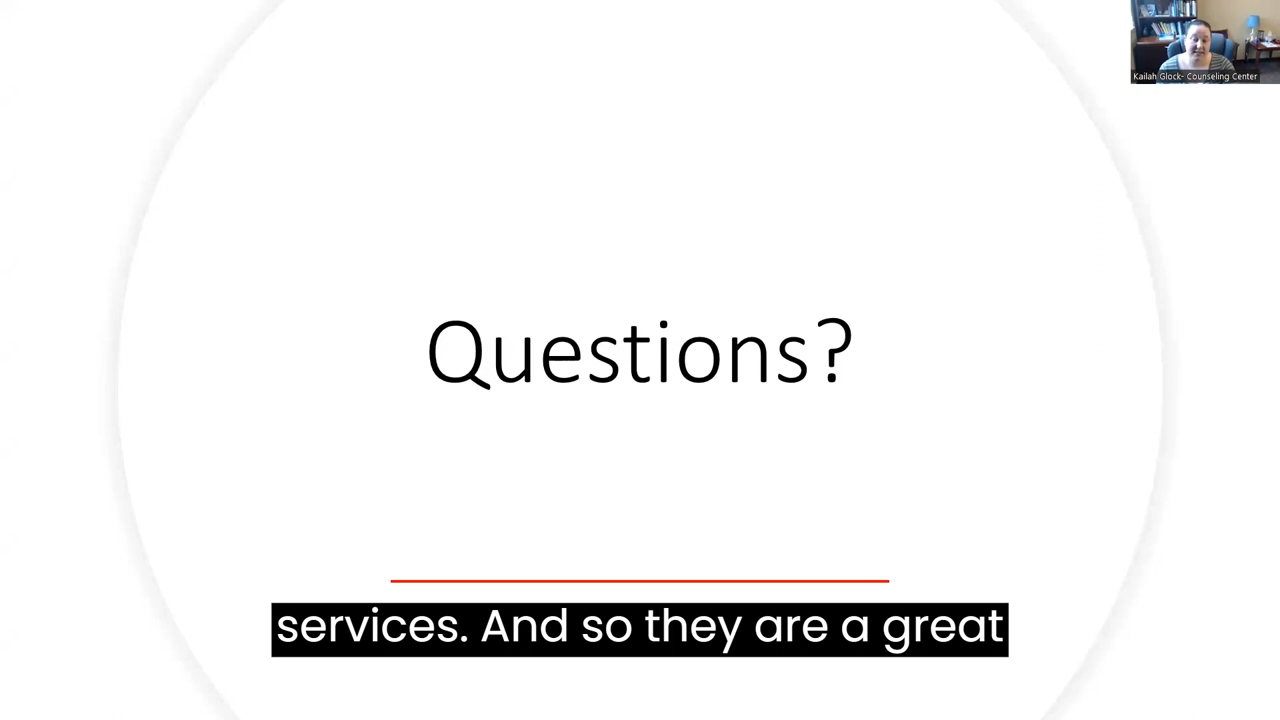 Kailah Glock- Counseling Center
Questions?
services. And so they are a great